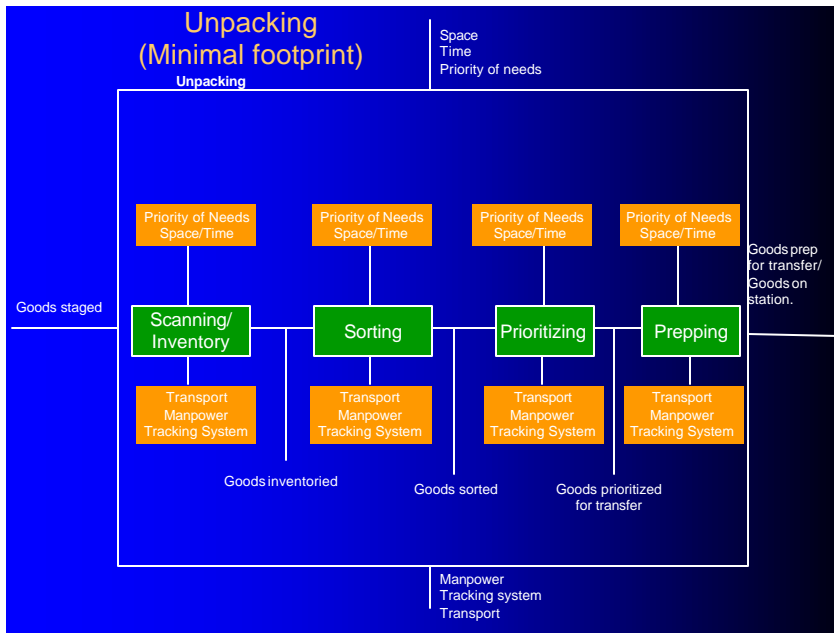 Unpacking
(Minimal footprint)
Unpacking
Space
Time
Priority of needs
Priority of Needs
Space/Time
Priority of Needs
Space/Time
Priority of Needs
Space/Time
Priority of Needs
Space/Time
Goods prep
for transfer/
Goods on
station.
Goods staged
Scanning/
Inventory
Sorting
Prioritizing
Prepping
Transport
Manpower
Tracking System
Transport
Manpower
Tracking System
Transport
Manpower
Tracking System
Transport
Manpower
Tracking System
Goods inventoried
Goods sorted
Goods prioritized
for transfer
Manpower
Tracking system
Transport